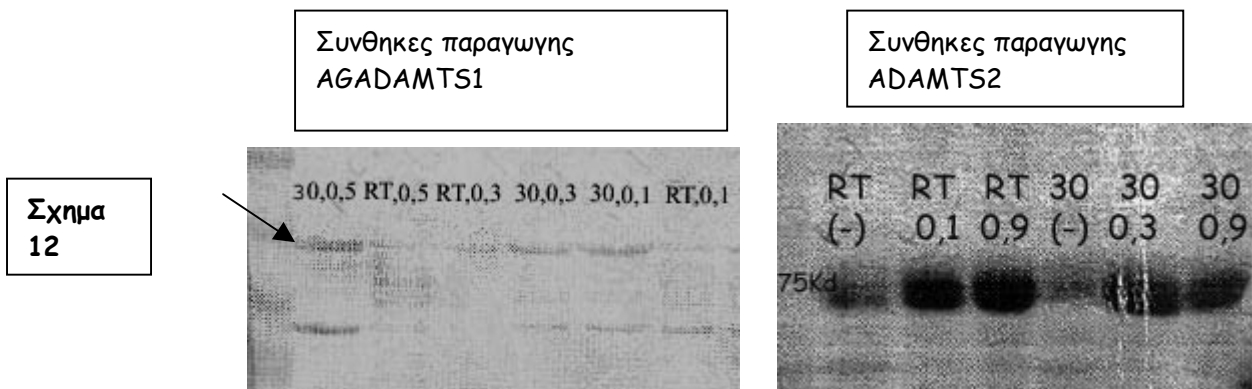 Συνθηκες παραγωγης
AGADAMTS1
Συνθηκες παραγωγης
ADAMTS2
Σχημα
12
30,0,5 RT,0,5 RT,0,3 30,0,3 30,0,1 RT,0,1
RT RT RT 30 30 30
(-) 0,1 0,9 (-) 0,3 0,9
75Kd